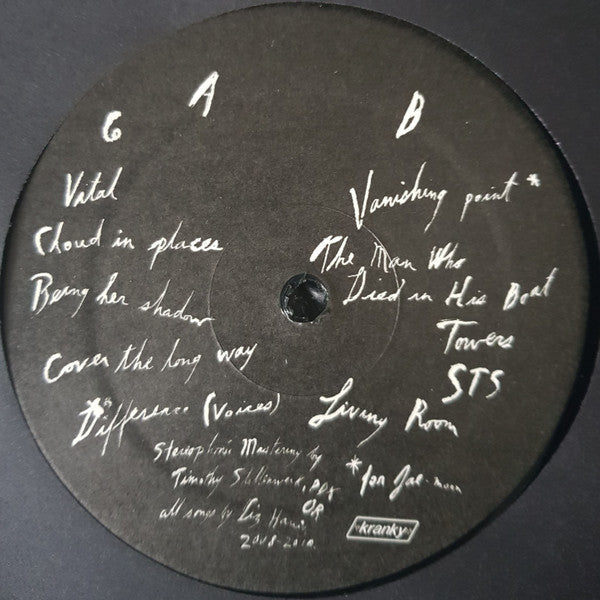 A
6
Vital
Cloud in places
Being her shadow
Cover the long way
*Difference (voices)
B
Vanishing point *
The Man Who
Died in His Boat
Towers
STS
Living Room
Stereophonic Mastering by
Timothy Stollenwerk, PDX
OR
all songs by Liz Harris
2008-2010
* for Jae-
kranky